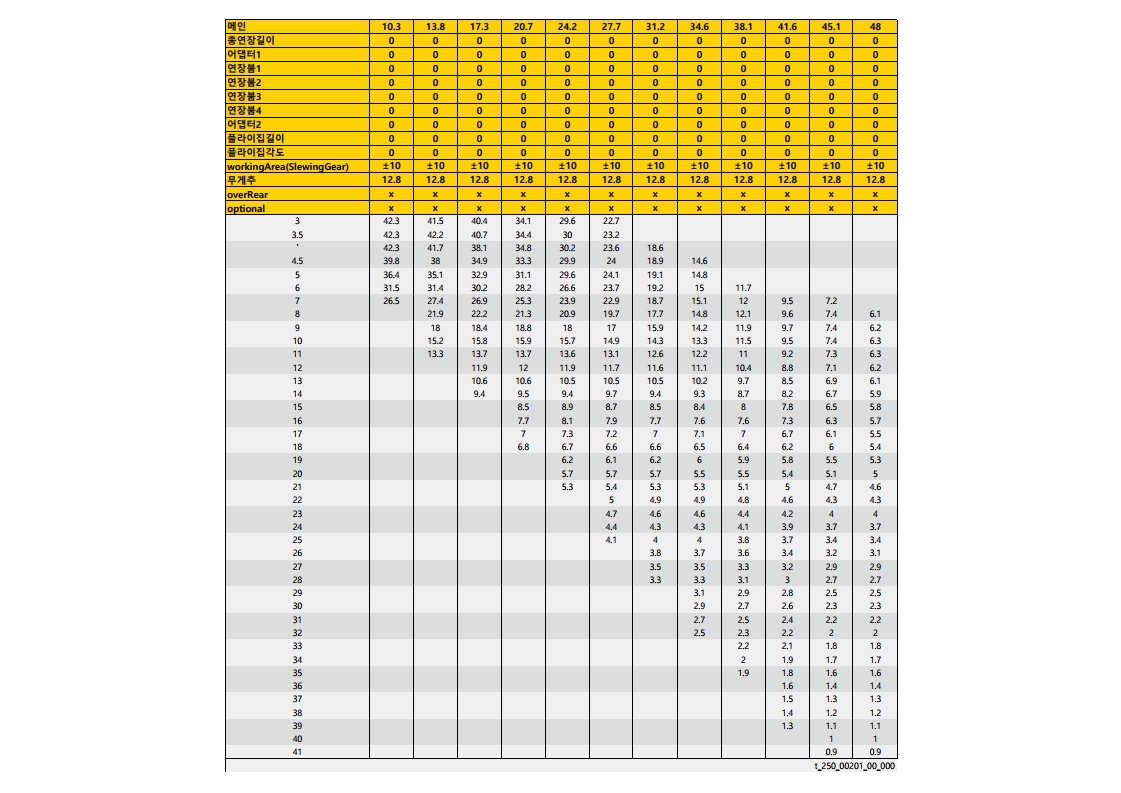 메인 10.3 13.8 17.3 20.7 24.2 27.7 31.2 34.6 38.1 41.6 45.1 48
총연장길이 0 0 0 0 0 0 0 0 0 0 0 0
어댑터1 0 0 0 0 0 0 0 0 0 0 0 0
연장붐1 0 0 0 0 0 0 0 0 0 0 0 0
연장붐2 0 0 0 0 0 0 0 0 0 0 0 0
연장붐3 0 0 0 0 0 0 0 0 0 0 0 0
연장붐4 0 0 0 0 0 0 0 0 0 0 0 0
어댑터2 0 0 0 0 0 0 0 0 0 0 0 0
플라이집길이 0 0 0 0 0 0 0 0 0 0 0 0
플라이집각도 0 0 0 0 0 0 0 0 0 0 0 0
workingArea(SlewingGear) ±10 ±10 ±10 ±10 ±10 ±10 ±10 ±10 ±10 ±10 ±10 ±10
무게추 12.8 12.8 12.8 12.8 12.8 12.8 12.8 12.8 12.8 12.8 12.8 12.8
overRear x x x x x x x x x x x x
optional x x x x x x x x x x x x
3 42.3 41.5 40.4 34.1 29.6 22.7
3.5 42.3 42.2 40.7 34.4 30 23.2
` 42.3 41.7 38.1 34.8 30.2 23.6 18.6
4.5 39.8 38 34.9 33.3 29.9 24 18.9 14.6
5 36.4 35.1 32.9 31.1 29.6 24.1 19.1 14.8
6 31.5 31.4 30.2 28.2 26.6 23.7 19.2 15 11.7
7 26.5 27.4 26.9 25.3 23.9 22.9 18.7 15.1 12 9.5 7.2
8 21.9 22.2 21.3 20.9 19.7 17.7 14.8 12.1 9.6 7.4 6.1
9 18 18.4 18.8 18 17 15.9 14.2 11.9 9.7 7.4 6.2
10 15.2 15.8 15.9 15.7 14.9 14.3 13.3 11.5 9.5 7.4 6.3
11 13.3 13.7 13.7 13.6 13.1 12.6 12.2 11 9.2 7.3 6.3
12 11.9 12 11.9 11.7 11.6 11.1 10.4 8.8 7.1 6.2
13 10.6 10.6 10.5 10.5 10.5 10.2 9.7 8.5 6.9 6.1
14 9.4 9.5 9.4 9.7 9.4 9.3 8.7 8.2 6.7 5.9
15 8.5 8.9 8.7 8.5 8.4 8 7.8 6.5 5.8
16 7.7 8.1 7.9 7.7 7.6 7.6 7.3 6.3 5.7
17 7 7.3 7.2 7 7.1 7 6.7 6.1 5.5
18 6.8 6.7 6.6 6.6 6.5 6.4 6.2 6 5.4
19 6.2 6.1 6.2 6 5.9 5.8 5.5 5.3
20 5.7 5.7 5.7 5.5 5.5 5.4 5.1 5
21 5.3 5.4 5.3 5.3 5.1 5 4.7 4.6
22 5 4.9 4.9 4.8 4.6 4.3 4.3
23 4.7 4.6 4.6 4.4 4.2 4 4
24 4.4 4.3 4.3 4.1 3.9 3.7 3.7
25 4.1 4 4 3.8 3.7 3.4 3.4
26 3.8 3.7 3.6 3.4 3.2 3.1
27 3.5 3.5 3.3 3.2 2.9 2.9
28 3.3 3.3 3.1 3 2.7 2.7
29 3.1 2.9 2.8 2.5 2.5
30 2.9 2.7 2.6 2.3 2.3
31 2.7 2.5 2.4 2.2 2.2
32 2.5 2.3 2.2 2 2
33 2.2 2.1 1.8 1.8
34 2 1.9 1.7 1.7
35 1.9 1.8 1.6 1.6
36 1.6 1.4 1.4
37 1.5 1.3 1.3
38 1.4 1.2 1.2
39 1.3 1.1 1.1
40 1 1
41 0.9 0.9
t_250_00201_00_000